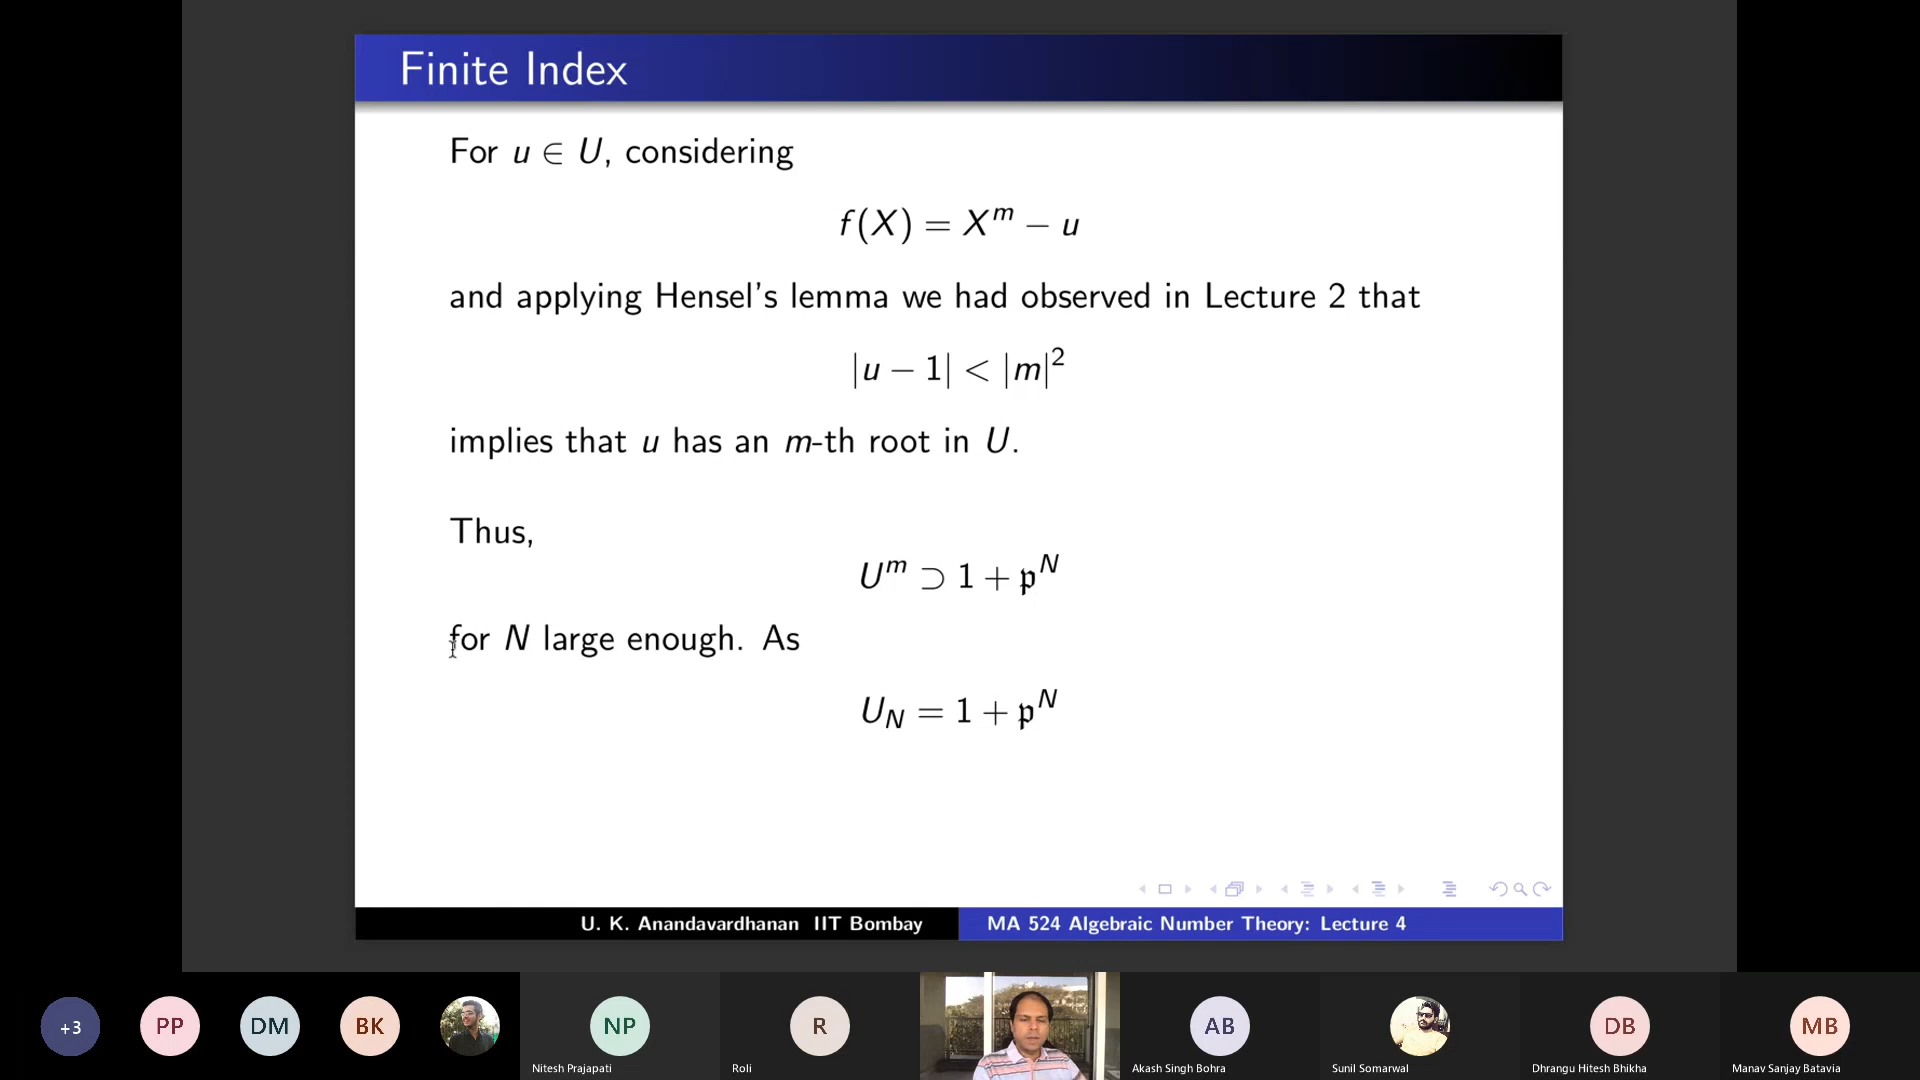 Finite Index
For u ∈ U, considering
f(X) = X^m − u
and applying Hensel's lemma we had observed in Lecture 2 that
|u − 1| < |m|^2
implies that u has an m-th root in U.
Thus,
U^m ⊃ 1 + 𝔭^N
for N large enough. As
U_N = 1 + 𝔭^N
U. K. Anandavardhanan IIT Bombay
MA 524 Algebraic Number Theory: Lecture 4
+3
PP
DM
BK
NP
R
AB
DB
MB
Nitesh Prajapati
Roli
Akash Singh Bohra
Sunil Somarwal
Dhrangu Hitesh Bhikha
Manav Sanjay Batavia